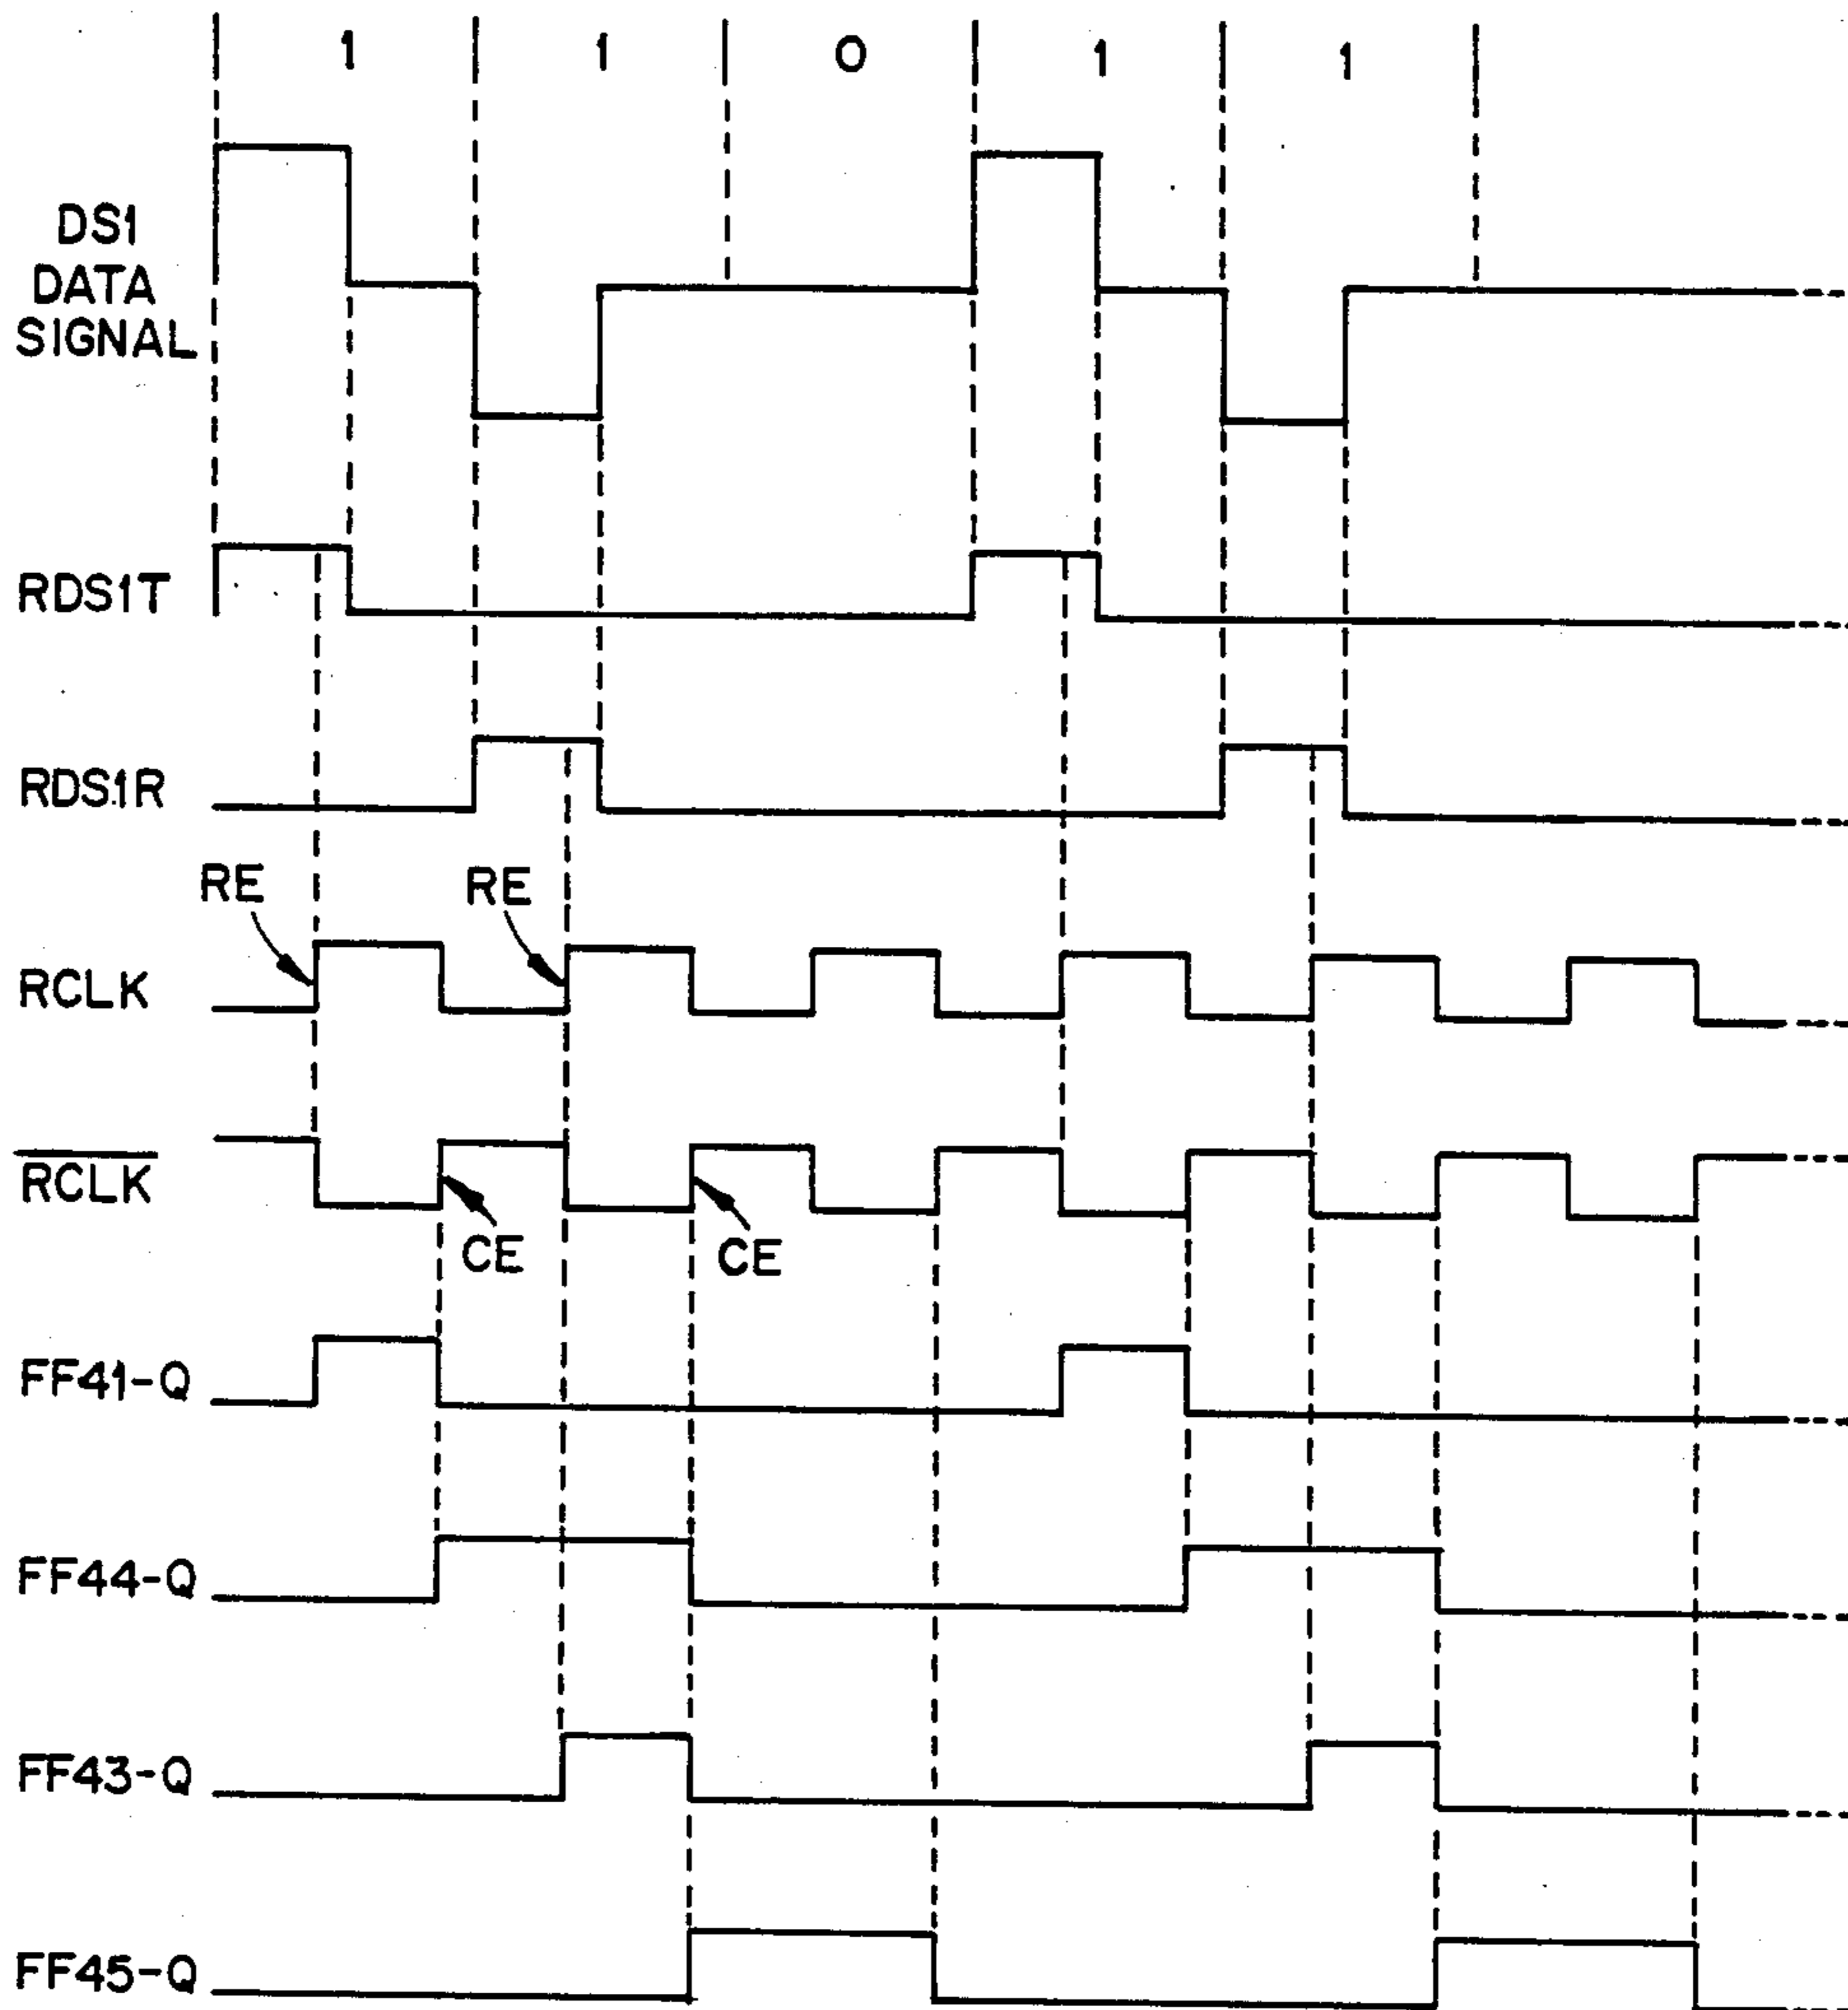 1 1 0 1 1
DS1
DATA
SIGNAL
RDS1T
RDS1R
RE RE
RCLK
RCLK
CE CE
FF41-Q
FF44-Q
FF43-Q
FF45-Q